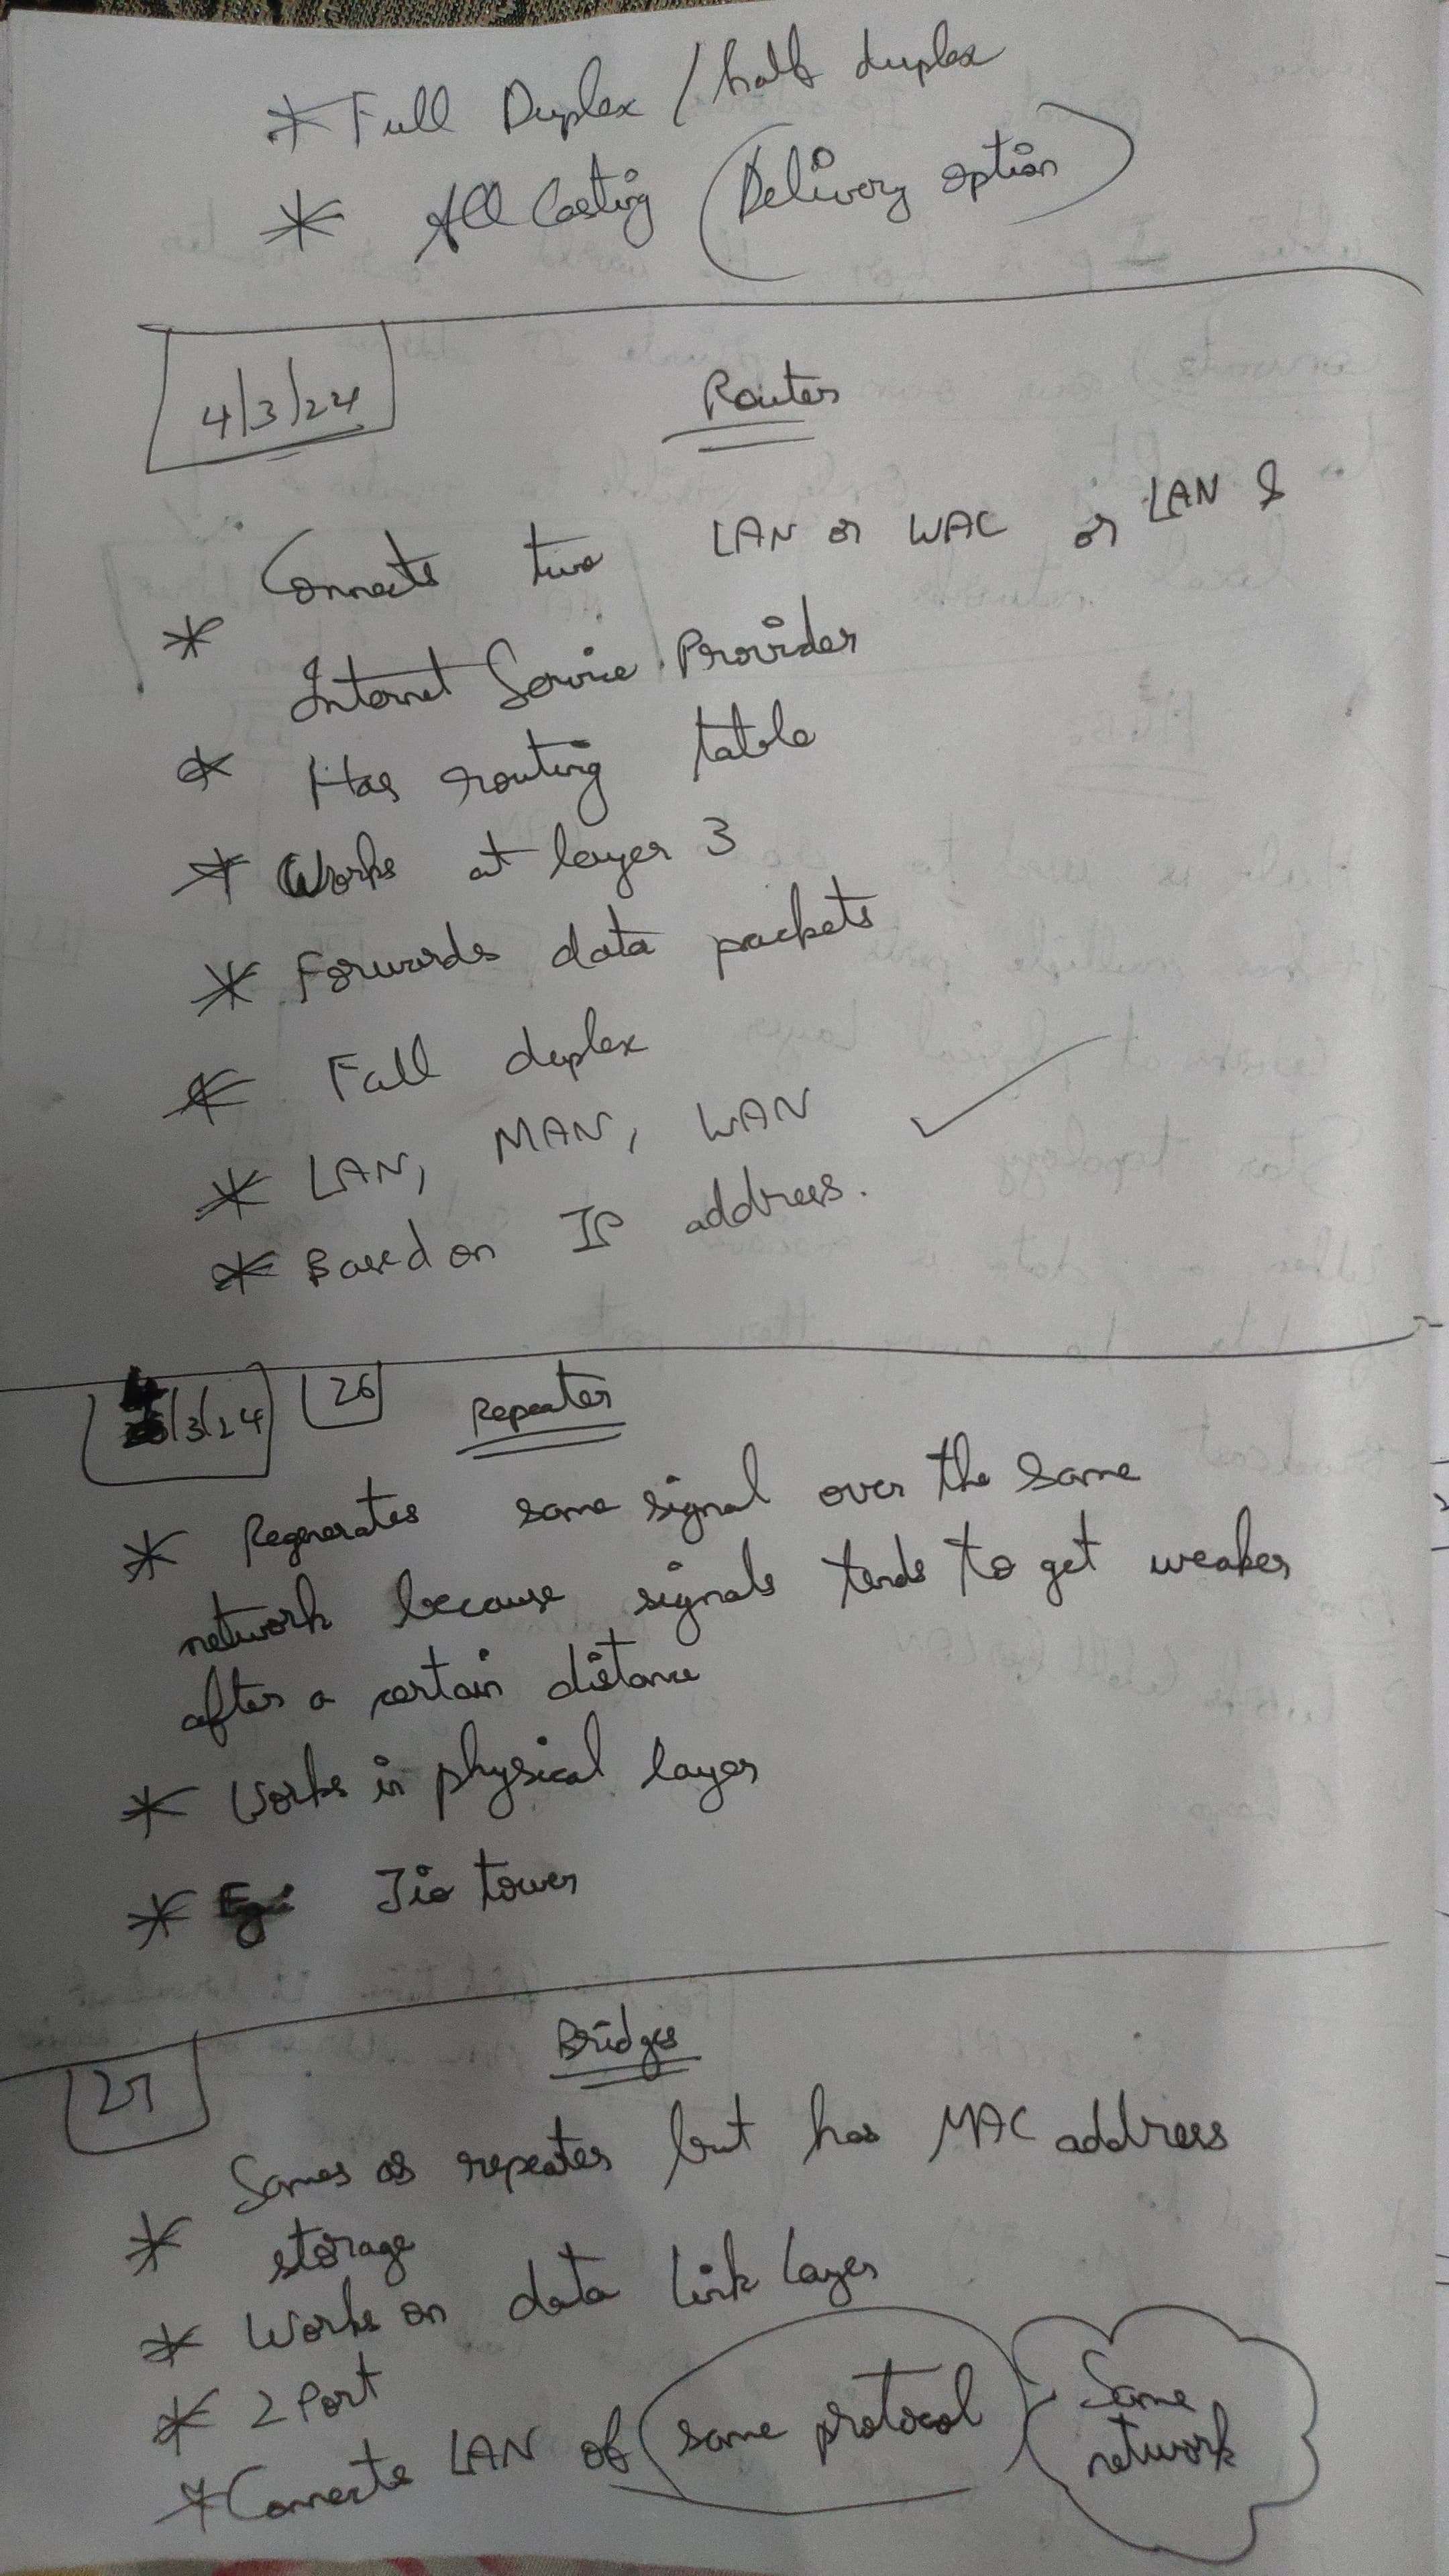 * Full Duplex / half duplex
* All Casting (Delivery option)
4/3/24
Router
* Connects two LAN or WAC or LAN &
Internet Service Provider
* Has routing table
* Works at layer 3
* Forwards data packets
* Full duplex
* LAN, MAN, WAN
* Based on IP address.
4/3/24 26 Repeater
* Regenerates same signal over the same
network because signals tends to get weaker
after a certain distance
* Works in physical layer
* Eg: Jio tower
27 Bridges
* Sames as repeater but has MAC address
storage
* Works on data link layer
* 2 Port
* Connects LAN of same protocol
Same
network